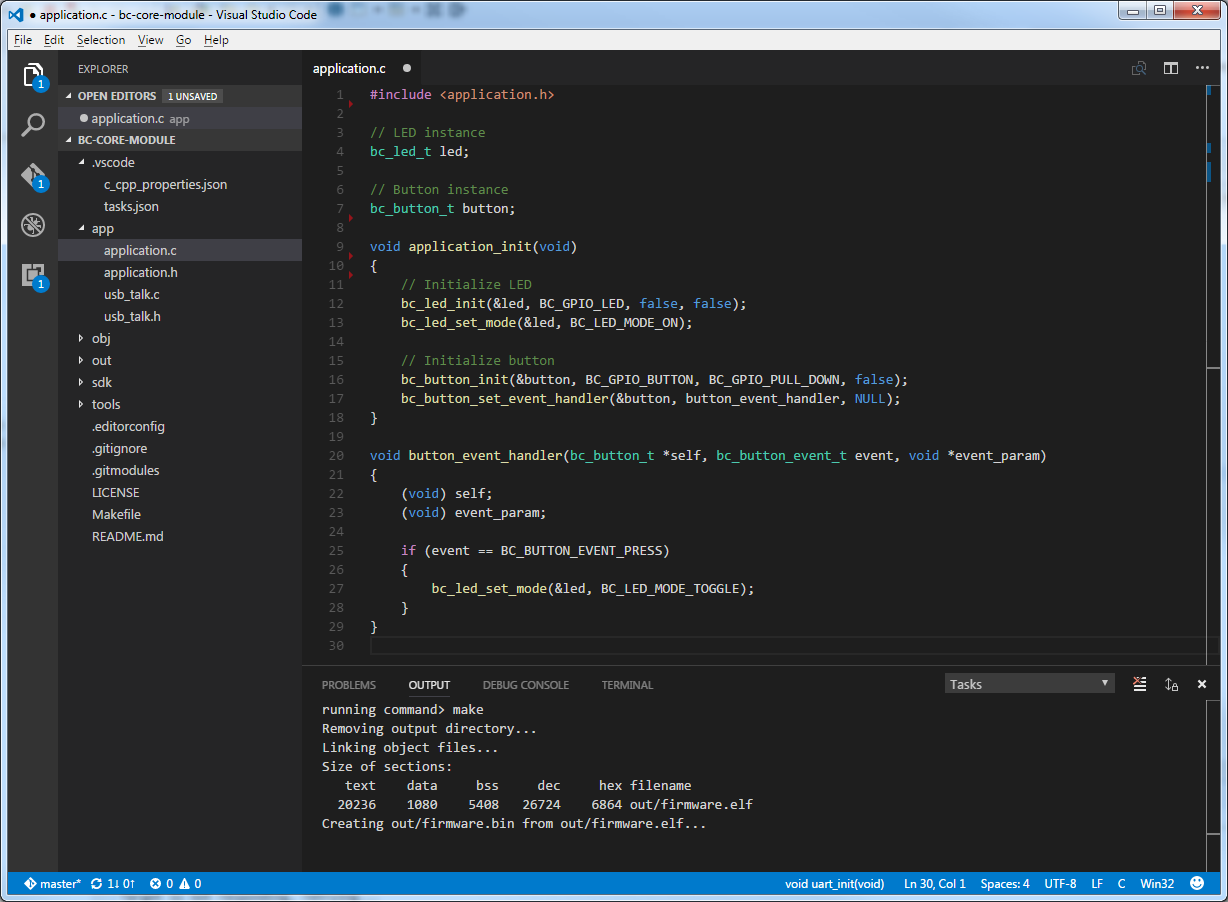 ● application.c - bc-core-module - Visual Studio Code
File Edit Selection View Go Help
EXPLORER
OPEN EDITORS 1 UNSAVED
application.c app
BC-CORE-MODULE
.vscode
c_cpp_properties.json
tasks.json
app
application.c
application.h
usb_talk.c
usb_talk.h
obj
out
sdk
tools
.editorconfig
.gitignore
.gitmodules
LICENSE
Makefile
README.md
1
1
1
application.c ●
1 #include <application.h>
2
3 // LED instance
4 bc_led_t led;
5
6 // Button instance
7 bc_button_t button;
8
9 void application_init(void)
10 {
11     // Initialize LED
12     bc_led_init(&led, BC_GPIO_LED, false, false);
13     bc_led_set_mode(&led, BC_LED_MODE_ON);
14
15     // Initialize button
16     bc_button_init(&button, BC_GPIO_BUTTON, BC_GPIO_PULL_DOWN, false);
17     bc_button_set_event_handler(&button, button_event_handler, NULL);
18 }
19
20 void button_event_handler(bc_button_t *self, bc_button_event_t event, void *event_param)
21 {
22     (void) self;
23     (void) event_param;
24
25     if (event == BC_BUTTON_EVENT_PRESS)
26     {
27         bc_led_set_mode(&led, BC_LED_MODE_TOGGLE);
28     }
29 }
30
PROBLEMS OUTPUT DEBUG CONSOLE TERMINAL Tasks
running command> make
Removing output directory...
Linking object files...
Size of sections:
   text    data     bss     dec     hex filename
  20236    1080    5408   26724    6864 out/firmware.elf
Creating out/firmware.bin from out/firmware.elf...
master* 1↓ 0↑ 0 0 void uart_init(void) Ln 30, Col 1 Spaces: 4 UTF-8 LF C Win32